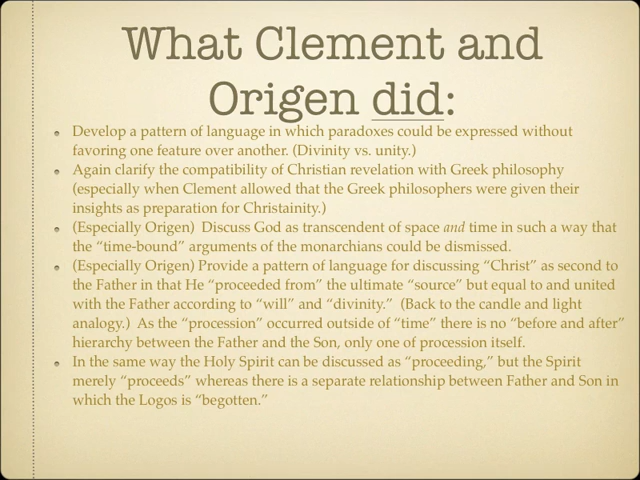 What Clement and
Origen did:
Develop a pattern of language in which paradoxes could be expressed without
favoring one feature over another. (Divinity vs. unity.)
Again clarify the compatibility of Christian revelation with Greek philosophy
(especially when Clement allowed that the Greek philosophers were given their
insights as preparation for Christainity.)
(Especially Origen)  Discuss God as transcendent of space and time in such a way that
the “time-bound” arguments of the monarchians could be dismissed.
(Especially Origen) Provide a pattern of language for discussing “Christ” as second to
the Father in that He “proceeded from” the ultimate “source” but equal to and united
with the Father according to “will” and “divinity.”  (Back to the candle and light
analogy.)  As the “procession” occurred outside of “time” there is no “before and after”
hierarchy between the Father and the Son, only one of procession itself.
In the same way the Holy Spirit can be discussed as “proceeding,” but the Spirit
merely “proceeds” whereas there is a separate relationship between Father and Son in
which the Logos is “begotten.”